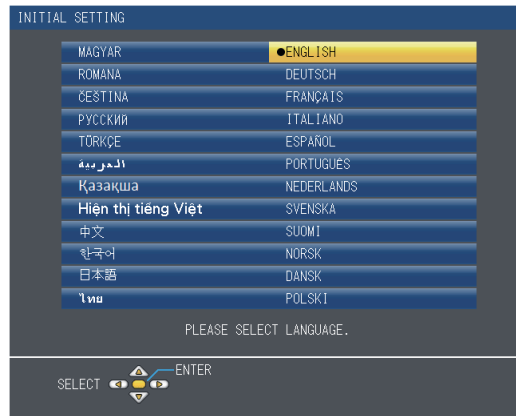 INITIAL SETTING
MAGYAR ●ENGLISH
ROMANA DEUTSCH
ČEŠTINA FRANÇAIS
РУССКИЙ ITALIANO
TÜRKÇE ESPAÑOL
العربية PORTUGUÊS
Қазақша NEDERLANDS
Hiện thị tiếng Việt SVENSKA
中文 SUOMI
한국어 NORSK
日本語 DANSK
ไทย POLSKI
PLEASE SELECT LANGUAGE.
ENTER
SELECT